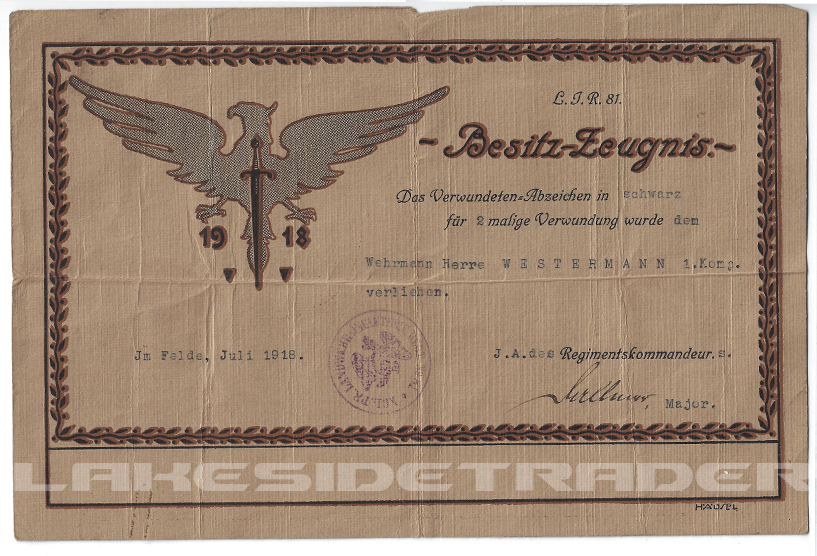 L.J.R. 81.
~ Besitz-Zeugnis. ~
Das Verwundeten=Abzeichen in schwarz
für 2 malige Verwundung wurde dem
19 18
Wehrmann Herre WESTERMANN 1.Komp.
verliehen.
Jm Felde, Juli 1918.
J.A.des Regimentskommandeur.s.
Major.
LAKESIDETRADER